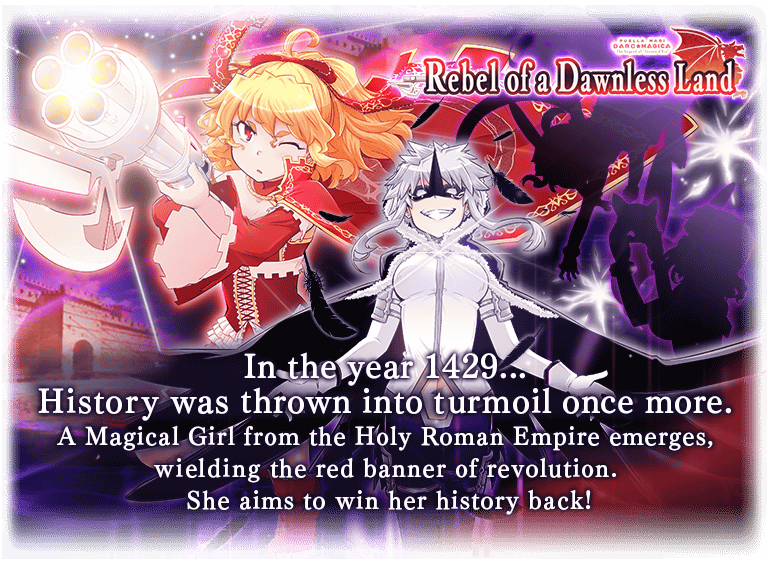 PUELLA MAGI
DARC♥MAGICA
The Legend of "Jeanne d'Arc"
Rebel of a Dawnless Land
In the year 1429...
History was thrown into turmoil once more.
A Magical Girl from the Holy Roman Empire emerges,
wielding the red banner of revolution.
She aims to win her history back!